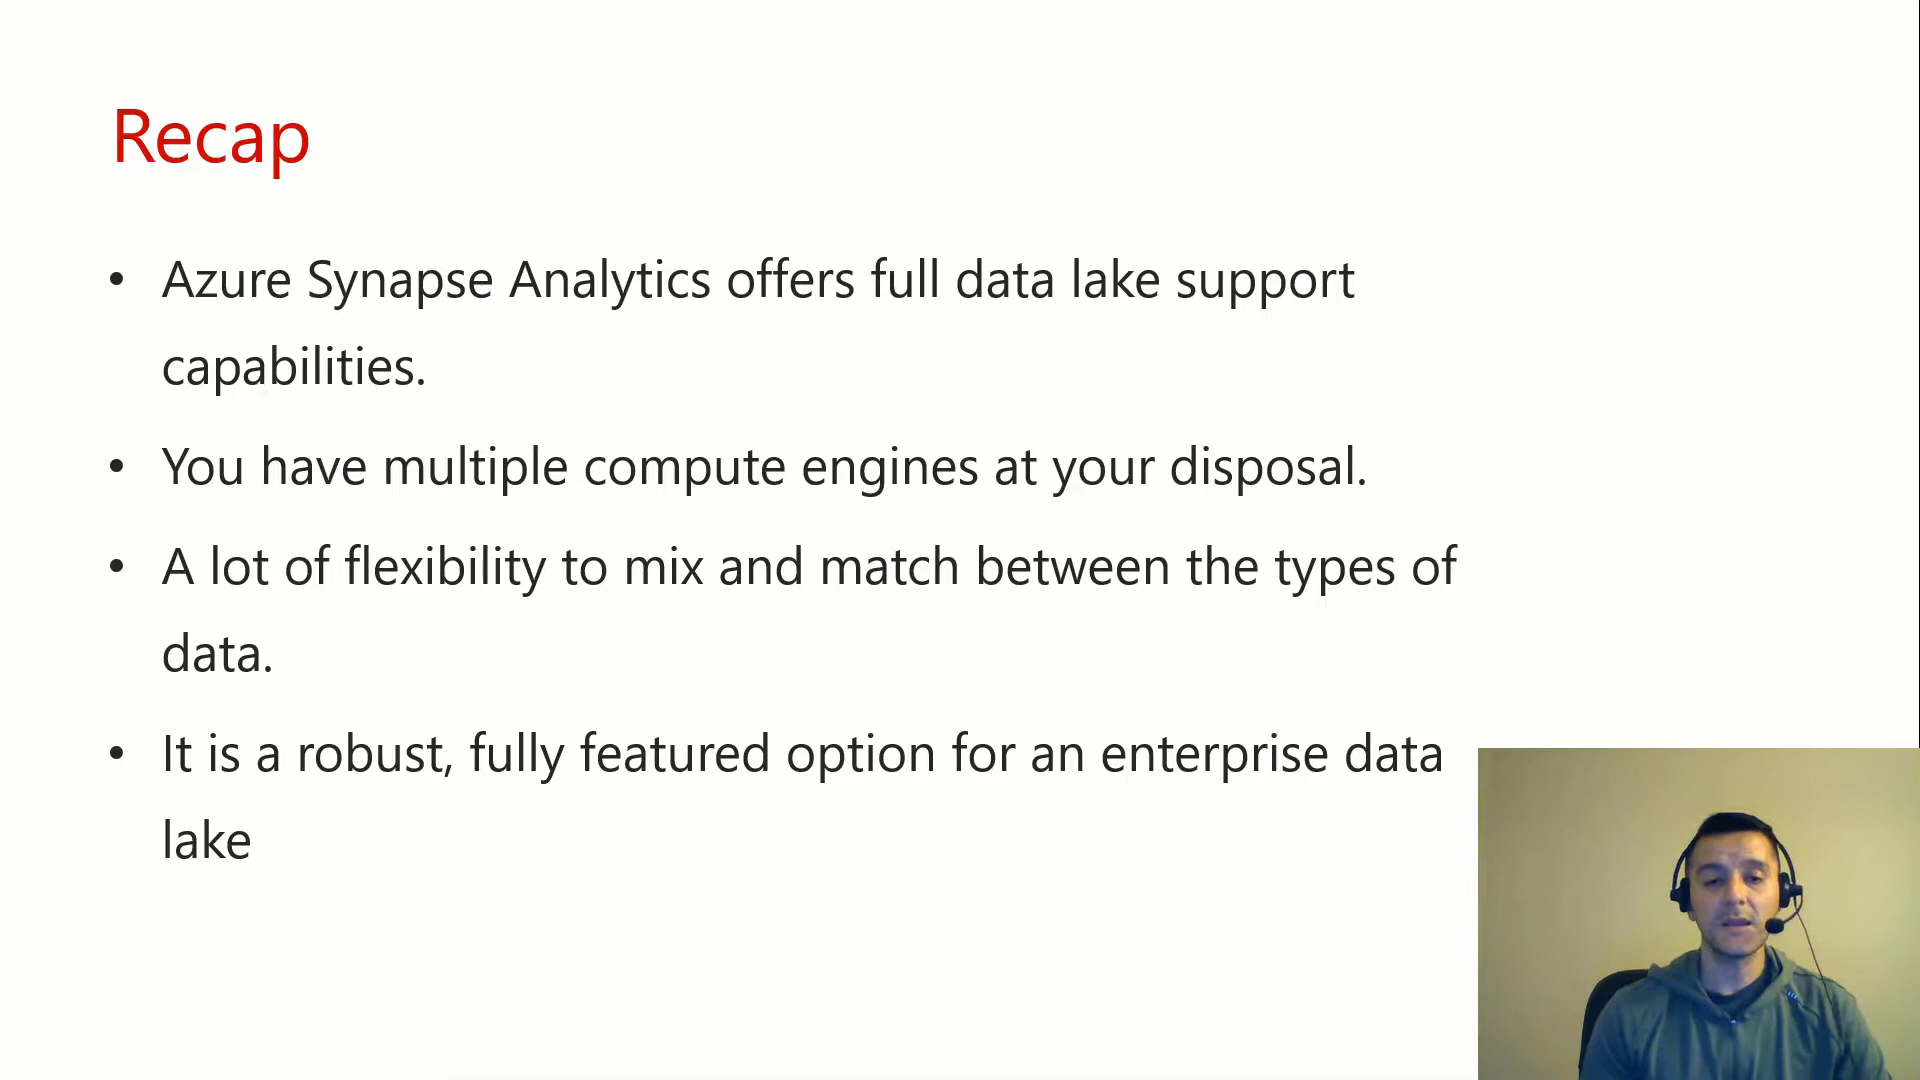 Recap
• Azure Synapse Analytics offers full data lake support
capabilities.
• You have multiple compute engines at your disposal.
• A lot of flexibility to mix and match between the types of
data.
• It is a robust, fully featured option for an enterprise data
lake